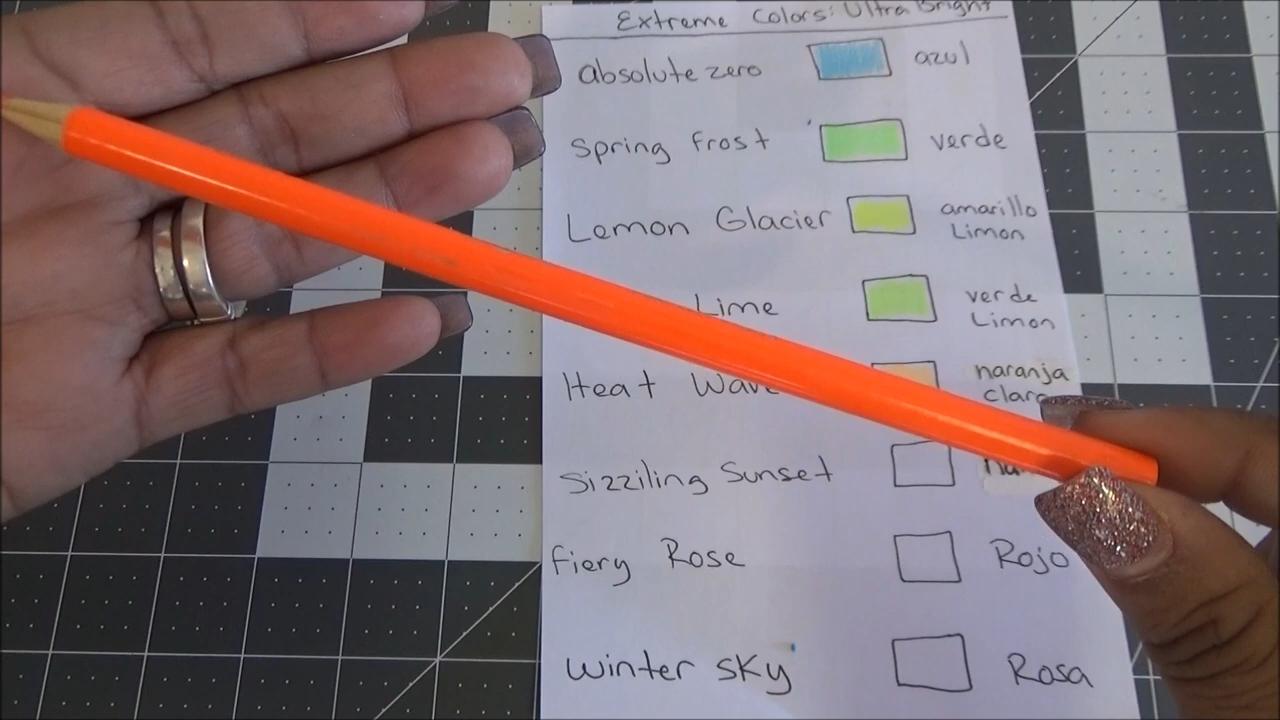 Extreme Colors: Ultra Bright
absolute zero azul
Spring Frost verde
Lemon Glacier amarillo
Limon
Lime verde
Limon
Heat Wave naranja
clara
Sizziling Sunset
fiery Rose Rojo
winter sky Rosa